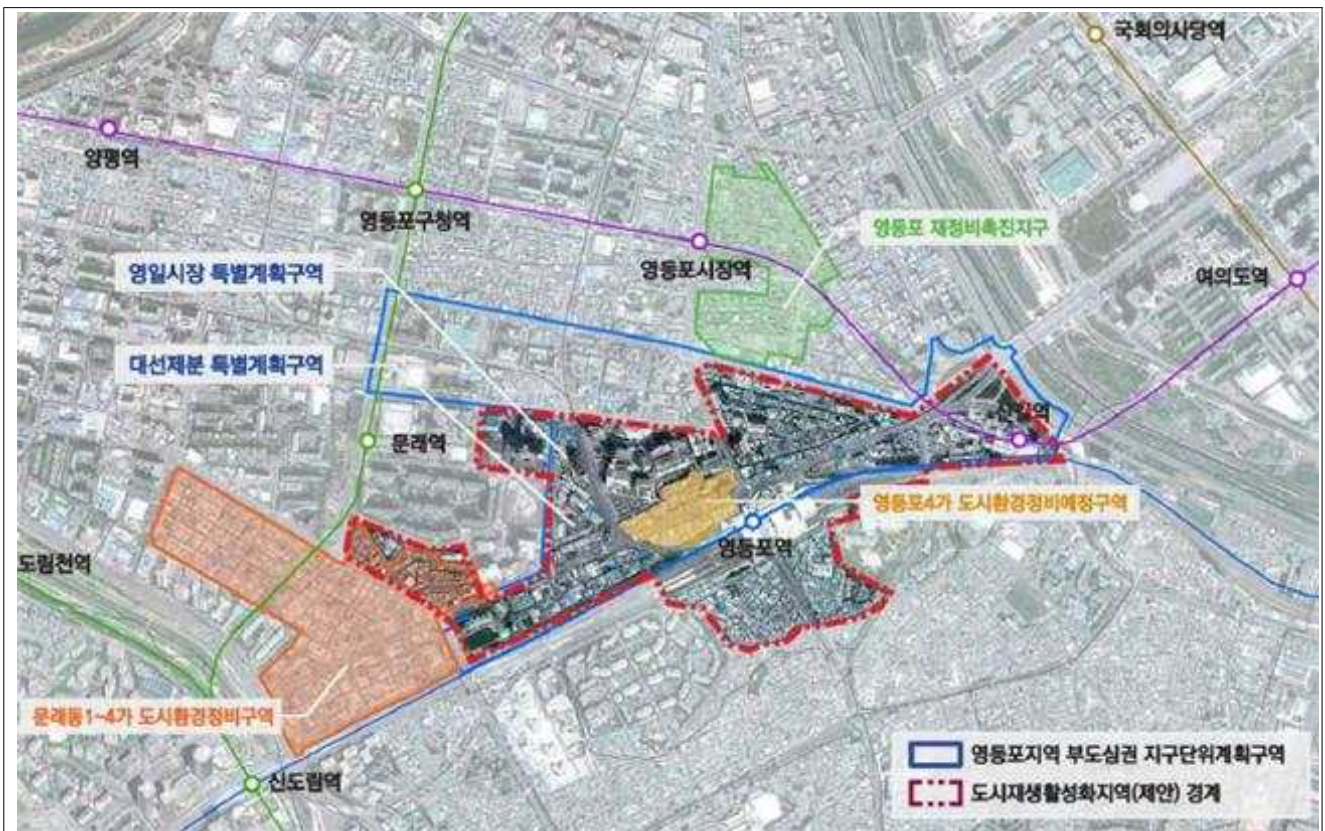 국회의사당역
양평역
영등포구청역
영등포 재정비촉진지구
영일시장 특별계획구역
영등포시장역
여의도역
대선제분 특별계획구역
신길역
문래역
영등포4가 도시환경정비예정구역
영등포역
도림천역
문래동1~4가 도시환경정비구역
신도림역
영등포지역 부도심권 지구단위계획구역
도시재생활성화지역(제안) 경계